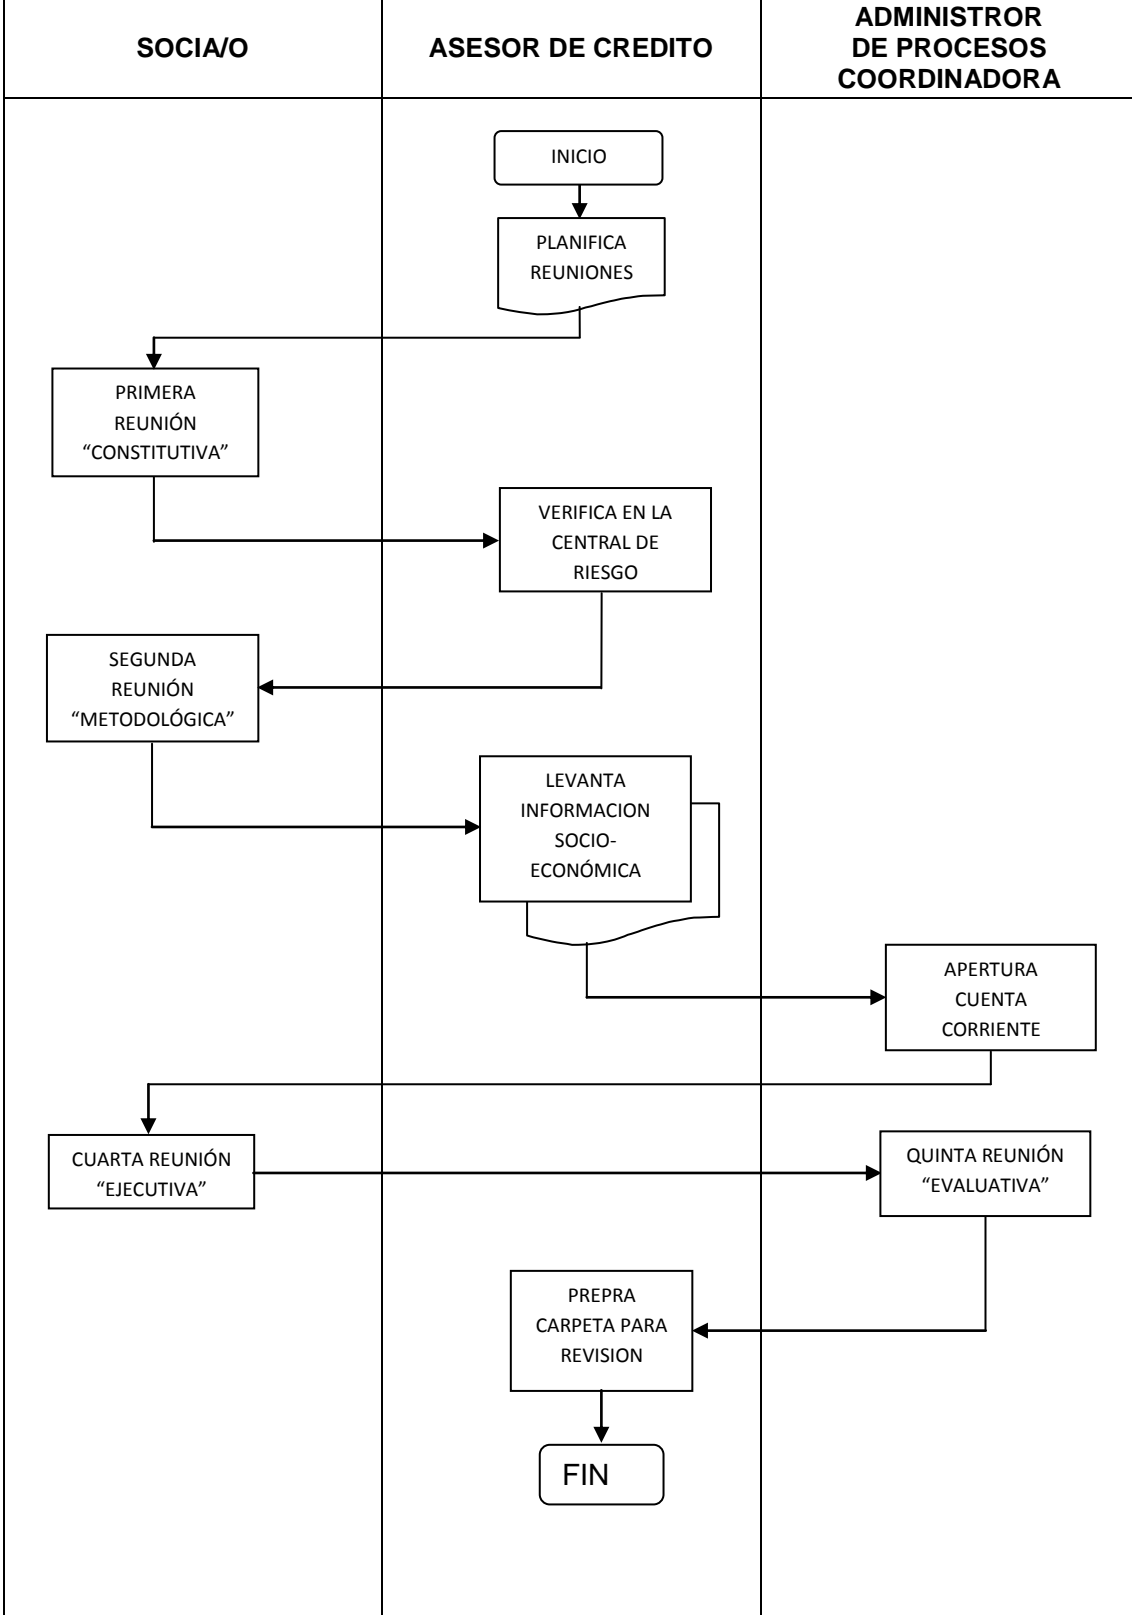 SOCIA/O
ASESOR DE CREDITO
ADMINISTROR
DE PROCESOS
COORDINADORA
INICIO
PLANIFICA
REUNIONES
PRIMERA
REUNIÓN
“CONSTITUTIVA”
VERIFICA EN LA
CENTRAL DE
RIESGO
SEGUNDA
REUNIÓN
“METODOLÓGICA”
LEVANTA
INFORMACION
SOCIO-
ECONÓMICA
APERTURA
CUENTA
CORRIENTE
CUARTA REUNIÓN
“EJECUTIVA”
QUINTA REUNIÓN
“EVALUATIVA”
PREPRA
CARPETA PARA
REVISION
FIN